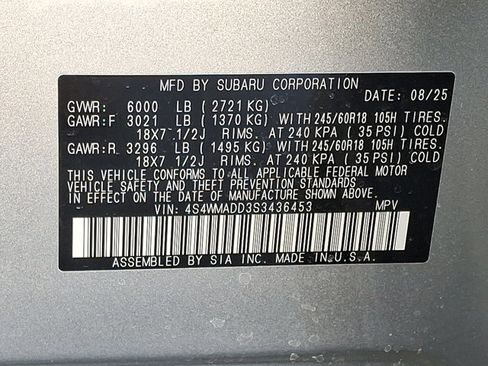 MFD BY SUBARU CORPORATION
DATE: 08/25
GVWR: 6000 LB (2721 KG)
GAWR: F 3021 LB (1370 KG) WITH 245/60R18 105H TIRES.
18X7 1/2J RIMS. AT 240 KPA (35 PSI) COLD
GAWR: R. 3296 LB (1495 KG) WITH 245/60R18 105H TIRES.
18X7 1/2J RIMS. AT 240 KPA (35 PSI) COLD
THIS VEHICLE CONFORMS TO ALL APPLICABLE FEDERAL MOTOR
VEHICLE SAFETY AND THEFT PREVENTION STANDARDS IN
EFFECT ON THE DATE OF MANUFACTURE SHOWN ABOVE.
VIN: 4S4WMADD3S3436453 MPV
ASSEMBLED BY SIA INC. MADE IN U.S.A.